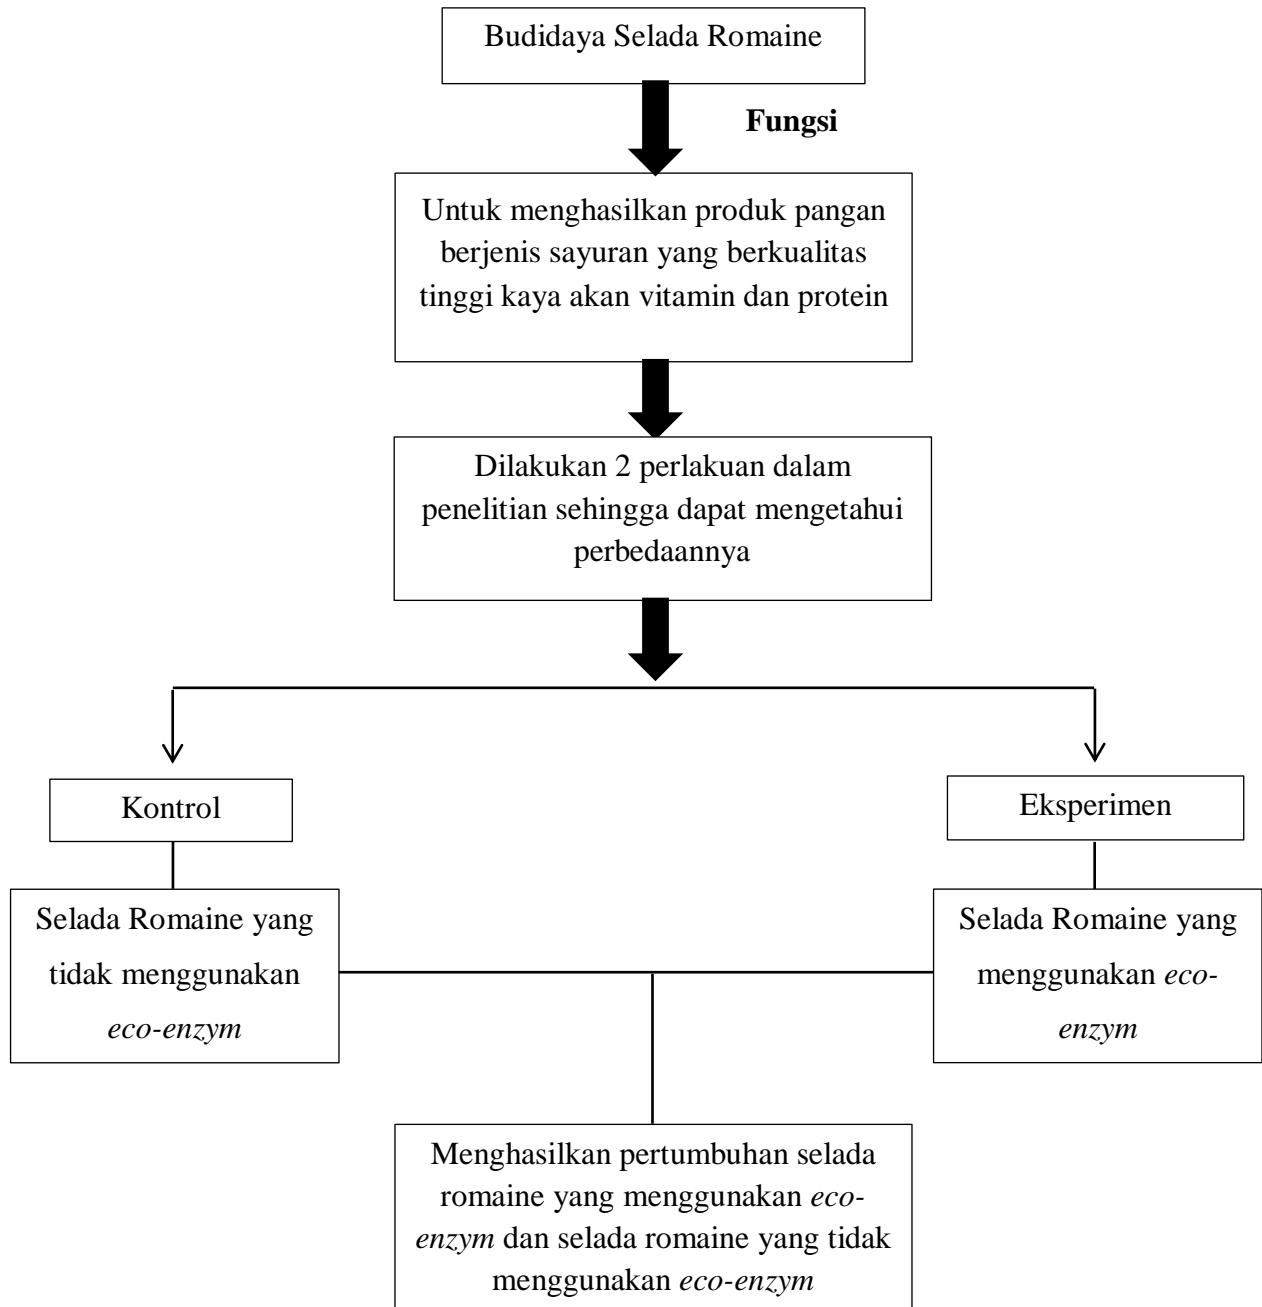 Budidaya Selada Romaine
Fungsi
Untuk menghasilkan produk pangan
berjenis sayuran yang berkualitas
tinggi kaya akan vitamin dan protein
Dilakukan 2 perlakuan dalam
penelitian sehingga dapat mengetahui
perbedaannya
Kontrol
Eksperimen
Selada Romaine yang
tidak menggunakan
eco-enzym
Selada Romaine yang
menggunakan eco-
enzym
Menghasilkan pertumbuhan selada
romaine yang menggunakan eco-
enzym dan selada romaine yang tidak
menggunakan eco-enzym